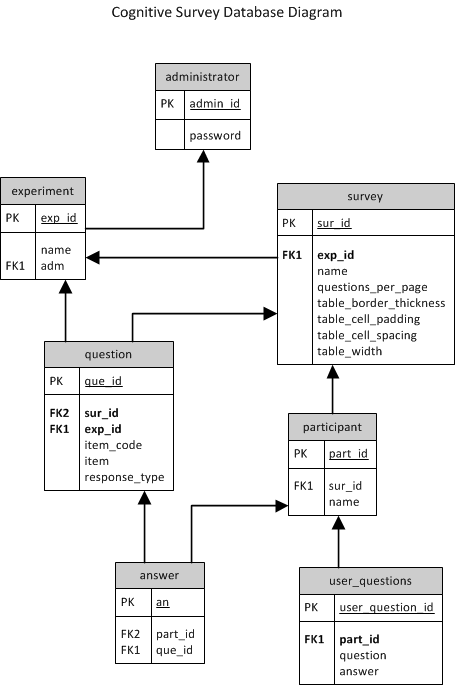 Cognitive Survey Database Diagram
administrator
PK admin_id
password
experiment
PK exp_id
name
FK1 adm
survey
PK sur_id
FK1 exp_id
name
questions_per_page
table_border_thickness
table_cell_padding
table_cell_spacing
table_width
question
PK que_id
FK2 sur_id
FK1 exp_id
item_code
item
response_type
participant
PK part_id
FK1 sur_id
name
answer
PK an
FK2 part_id
FK1 que_id
user_questions
PK user_question_id
FK1 part_id
question
answer